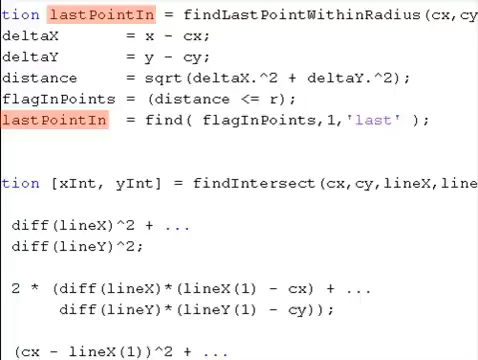 tion lastPointIn = findLastPointWithinRadius(cx,cy
deltaX = x - cx;
deltaY = y - cy;
distance = sqrt(deltaX.^2 + deltaY.^2);
flagInPoints = (distance <= r);
lastPointIn = find( flagInPoints,1,'last' );
tion [xInt, yInt] = findIntersect(cx,cy,lineX,line
diff(lineX)^2 + ...
diff(lineY)^2;
2 * (diff(lineX)*(lineX(1) - cx) + ...
diff(lineY)*(lineY(1) - cy));
(cx - lineX(1))^2 + ...